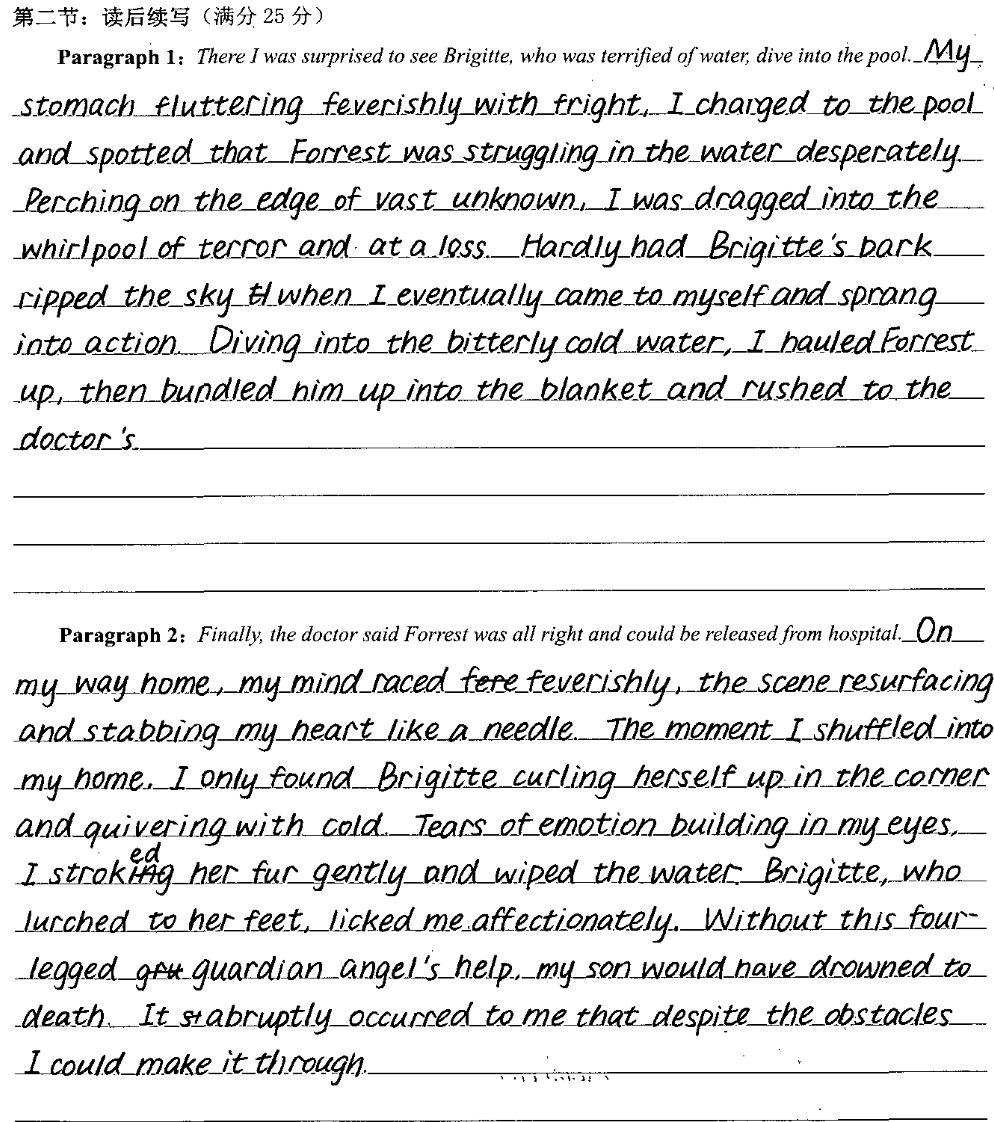 第二节：读后续写（满分 25 分）
Paragraph 1: There I was surprised to see Brigitte, who was terrified of water, dive into the pool. My
stomach fluttering feverishly with fright, I charged to the pool
and spotted that Forrest was struggling in the water desperately.
Perching on the edge of vast unknown, I was dragged into the
whirlpool of terror and at a loss. Hardly had Brigitte's bark
ripped the sky when I eventually came to myself and sprang
into action. Diving into the bitterly cold water, I hauled Forrest
up, then bundled him up into the blanket and rushed to the
doctor's.
Paragraph 2: Finally, the doctor said Forrest was all right and could be released from hospital. On
my way home, my mind raced feverishly, the scene resurfacing
and stabbing my heart like a needle. The moment I shuffled into
my home, I only found Brigitte curling herself up in the corner
and quivering with cold. Tears of emotion building in my eyes,
I stroked her fur gently and wiped the water. Brigitte, who
lurched to her feet, licked me affectionately. Without this four-
legged guardian angel's help, my son would have drowned to
death. It abruptly occurred to me that despite the obstacles
I could make it through.